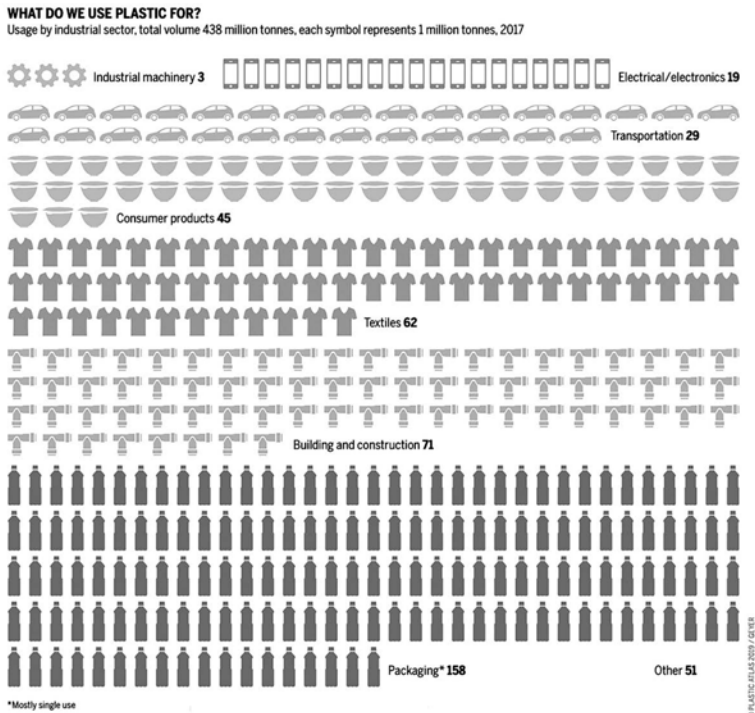 WHAT DO WE USE PLASTIC FOR?
Usage by industrial sector, total volume 438 million tonnes, each symbol represents 1 million tonnes, 2017
Industrial machinery 3
Electrical/electronics 19
Transportation 29
Consumer products 45
Textiles 62
Building and construction 71
Packaging* 158
Other 51
*Mostly single use
PLASTIC ATLAS 2019 / GEYER